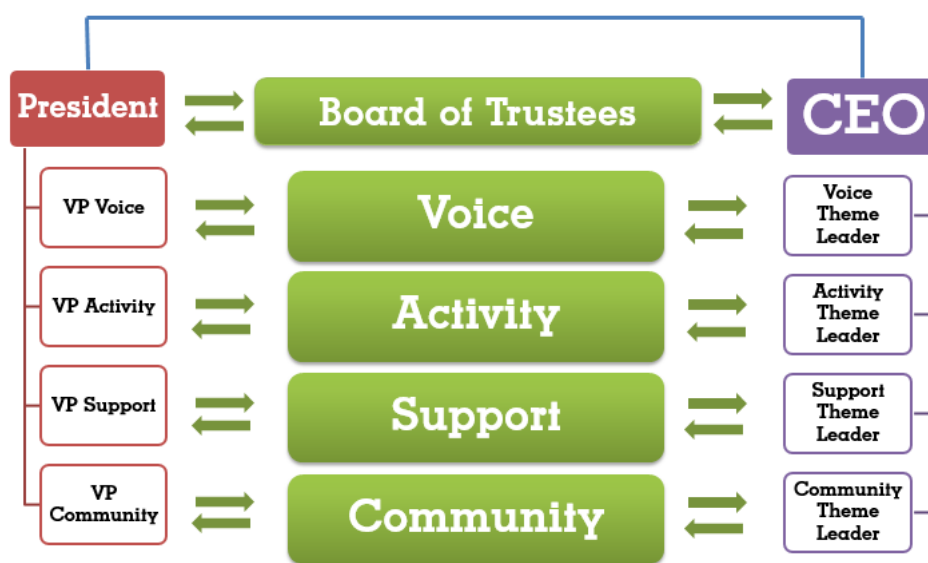 President
Board of Trustees
CEO
VP Voice
Voice
Voice
Theme
Leader
VP Activity
Activity
Activity
Theme
Leader
VP Support
Support
Support
Theme
Leader
VP
Community
Community
Community
Theme
Leader